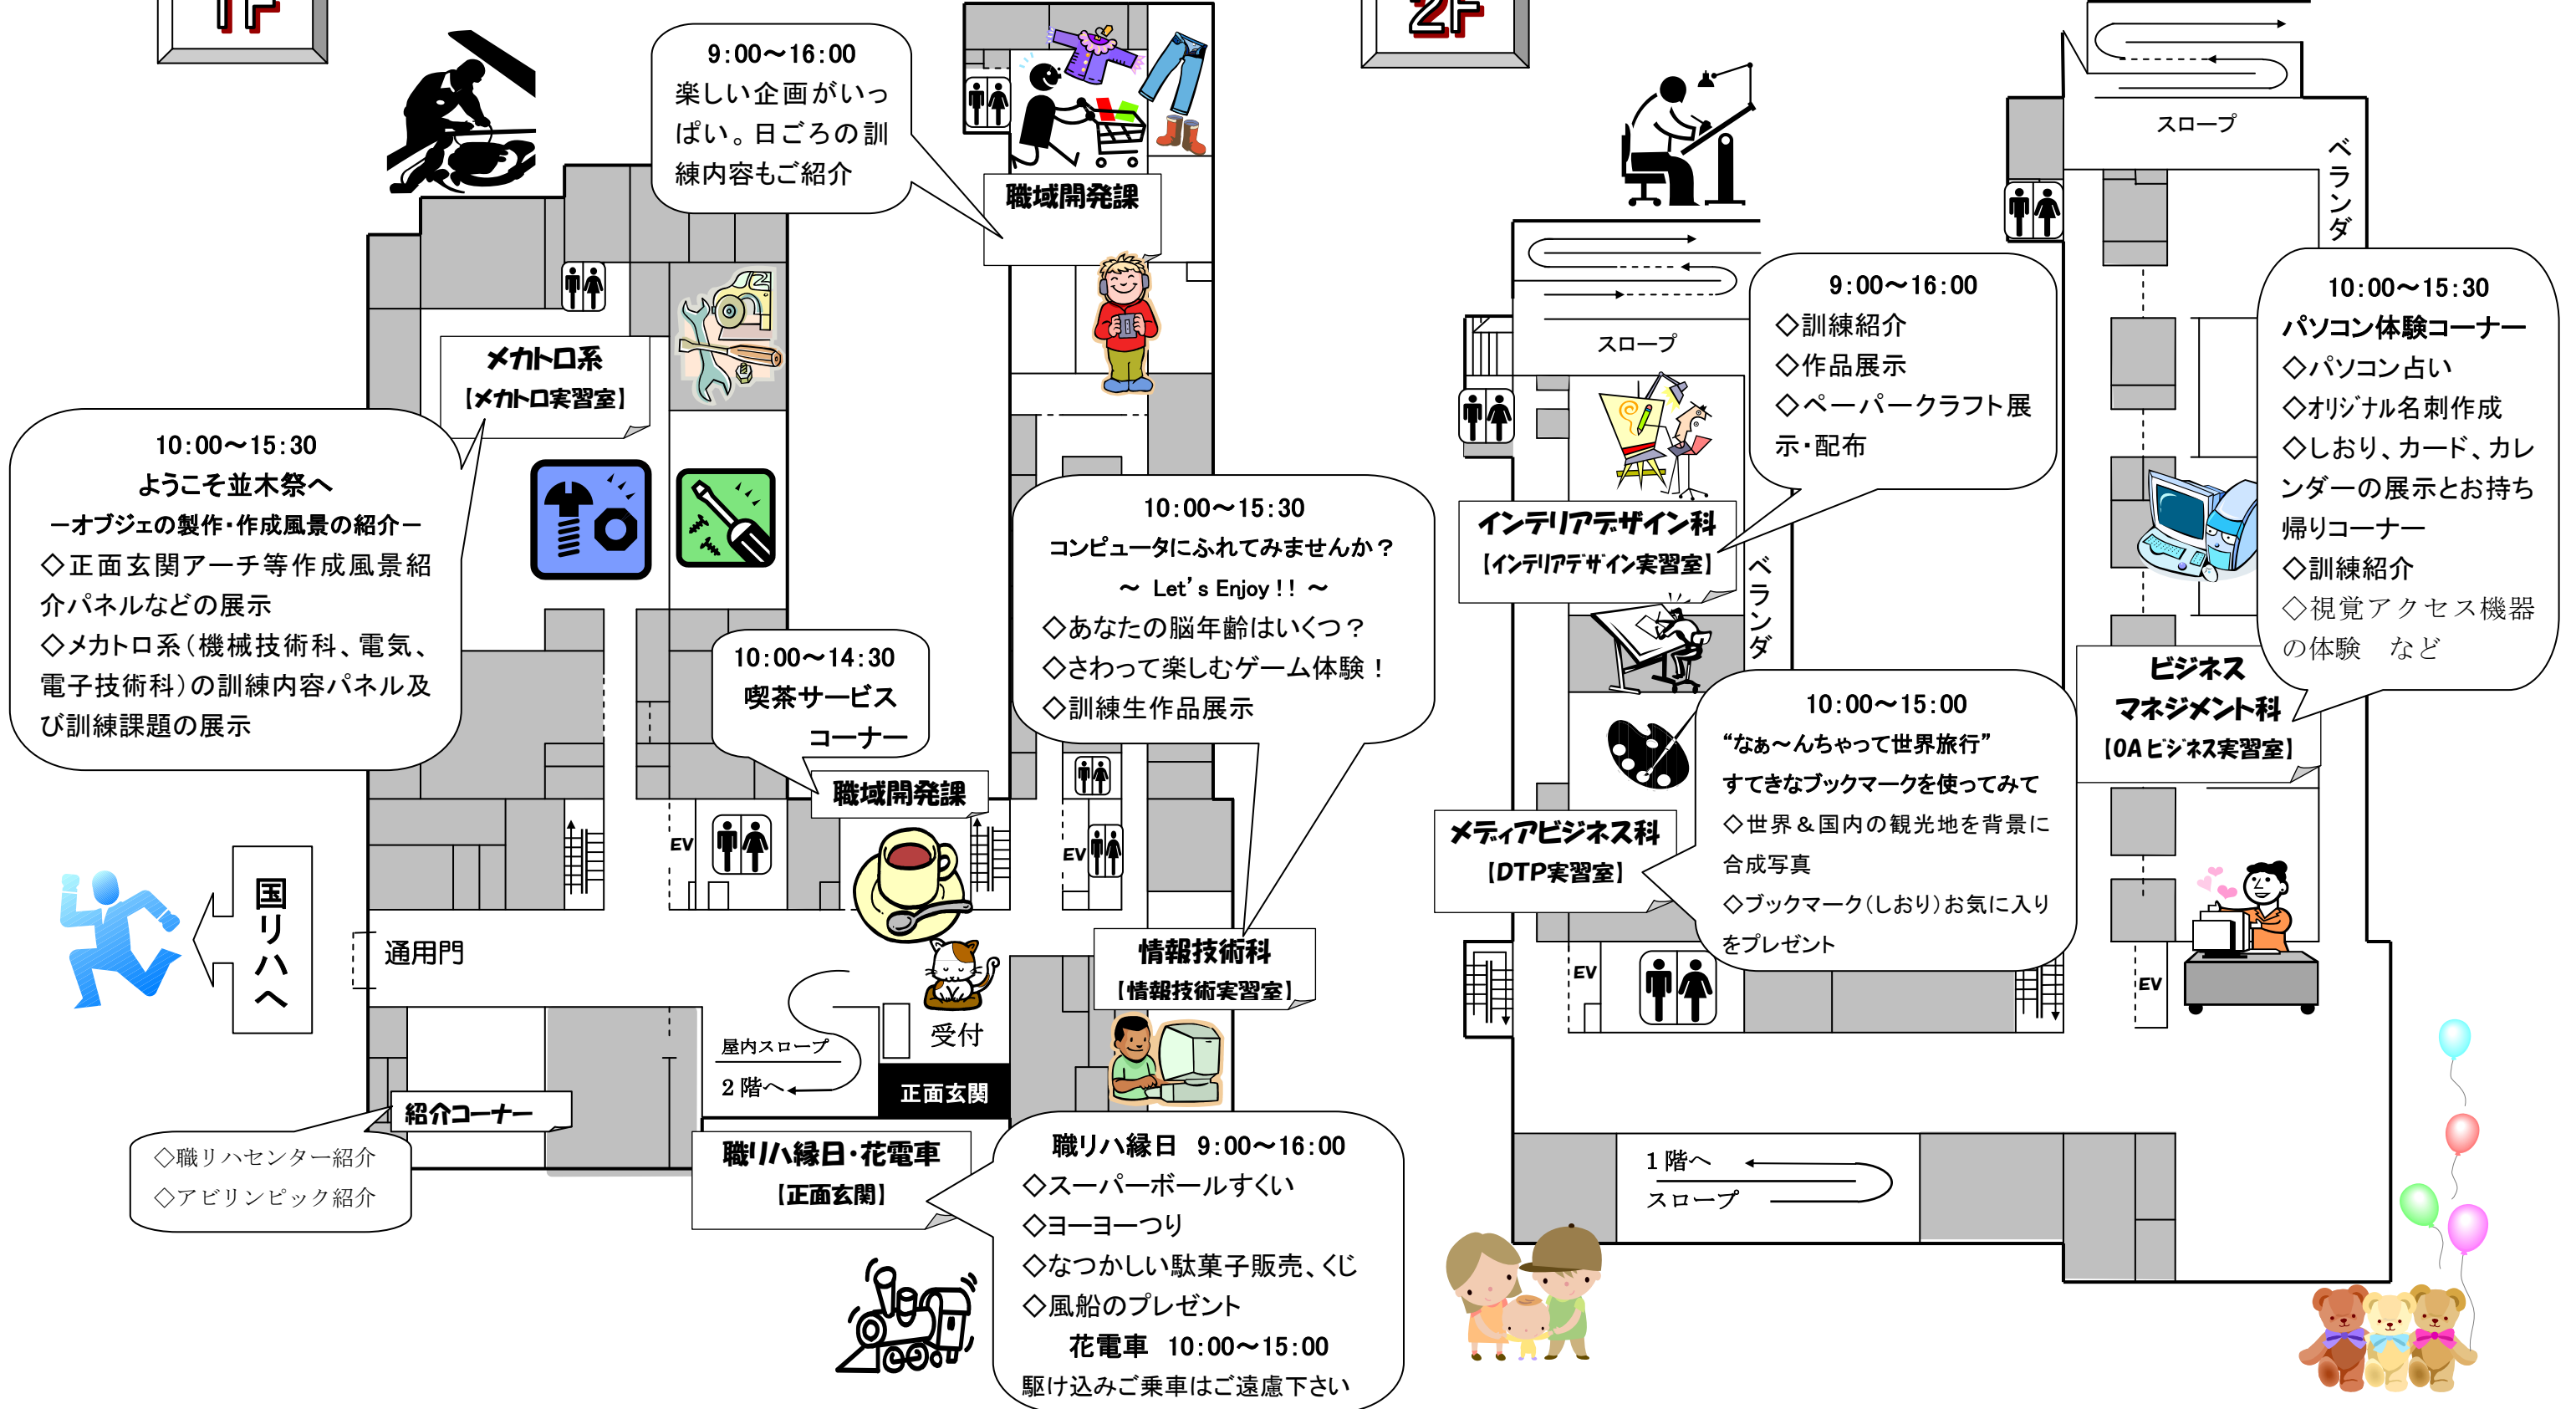 1F
9:00～16:00
楽しい企画がいっ
ぱい。日ごろの訓
練内容もご紹介
職域開発課
メカトロ系
【メカトロ実習室】
10:00～15:30
ようこそ並木祭へ
－オブジェの製作・作成風景の紹介－
◇正面玄関アーチ等作成風景紹
介パネルなどの展示
◇メカトロ系（機械技術科、電気、
電子技術科）の訓練内容パネル及
び訓練課題の展示
10:00～14:30
喫茶サービス
コーナー
職域開発課
10:00～15:30
コンピュータにふれてみませんか？
～ Let’s Enjoy!! ～
◇あなたの脳年齢はいくつ？
◇さわって楽しむゲーム体験！
◇訓練生作品展示
EV
EV
国リハへ
通用門
情報技術科
【情報技術実習室】
受付
屋内スロープ
2階へ
正面玄関
紹介コーナー
◇職リハセンター紹介
◇アビリンピック紹介
職リハ縁日・花電車
【正面玄関】
職リハ縁日 9:00～16:00
◇スーパーボールすくい
◇ヨーヨーつり
◇なつかしい駄菓子販売、くじ
◇風船のプレゼント
花電車 10:00～15:00
駆け込みご乗車はご遠慮下さい
2F
スロープ
ベランダ
スロープ
9:00～16:00
◇訓練紹介
◇作品展示
◇ペーパークラフト展
示・配布
インテリアデザイン科
【インテリアデザイン実習室】
ベランダ
10:00～15:30
パソコン体験コーナー
◇パソコン占い
◇オリジナル名刺作成
◇しおり、カード、カレ
ンダーの展示とお持ち
帰りコーナー
◇訓練紹介
◇視覚アクセス機器
の体験　など
ビジネス
マネジメント科
【OAビジネス実習室】
10:00～15:00
“なぁ～んちゃって世界旅行”
すてきなブックマークを使ってみて
◇世界＆国内の観光地を背景に
合成写真
◇ブックマーク（しおり）お気に入り
をプレゼント
メディアビジネス科
【DTP実習室】
EV
EV
1階へ
スロープ